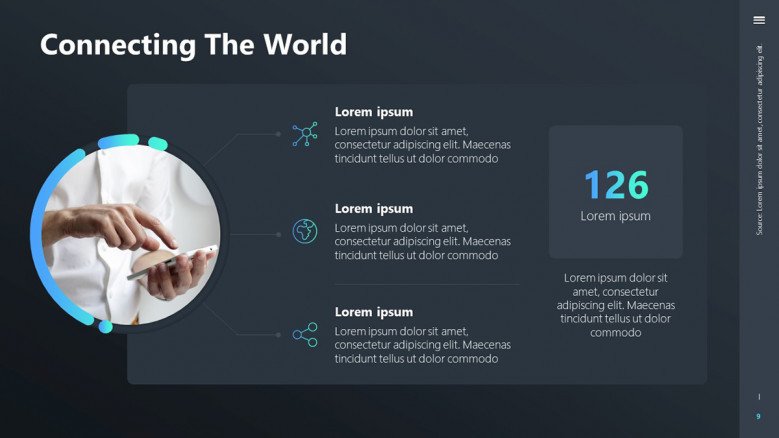 Connecting The World
Lorem ipsum
Lorem ipsum dolor sit amet,
consectetur adipiscing elit. Maecenas
tincidunt tellus ut dolor commodo
Lorem ipsum
Lorem ipsum dolor sit amet,
consectetur adipiscing elit. Maecenas
tincidunt tellus ut dolor commodo
Lorem ipsum
Lorem ipsum dolor sit amet,
consectetur adipiscing elit. Maecenas
tincidunt tellus ut dolor commodo
126
Lorem ipsum
Lorem ipsum dolor sit
amet, consectetur
adipiscing elit. Maecenas
tincidunt tellus ut dolor
commodo
Source: Lorem ipsum dolor sit amet, consectetur adipiscing elit.
|
9